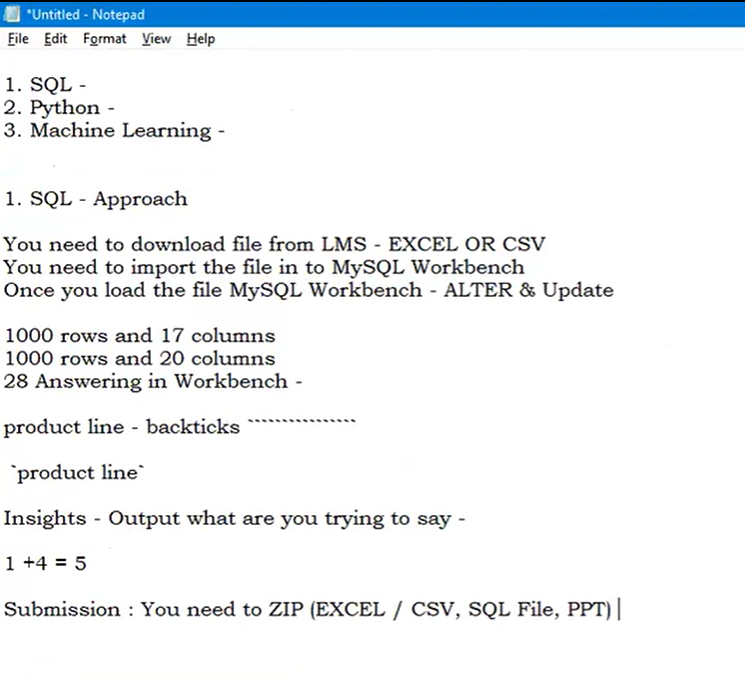 *Untitled - Notepad
File Edit Format View Help
1. SQL -
2. Python -
3. Machine Learning -
1. SQL - Approach
You need to download file from LMS - EXCEL OR CSV
You need to import the file in to MySQL Workbench
Once you load the file MySQL Workbench - ALTER & Update
1000 rows and 17 columns
1000 rows and 20 columns
28 Answering in Workbench -
product line - backticks ````````````````
`product line`
Insights - Output what are you trying to say -
1 +4 = 5
Submission : You need to ZIP (EXCEL / CSV, SQL File, PPT)